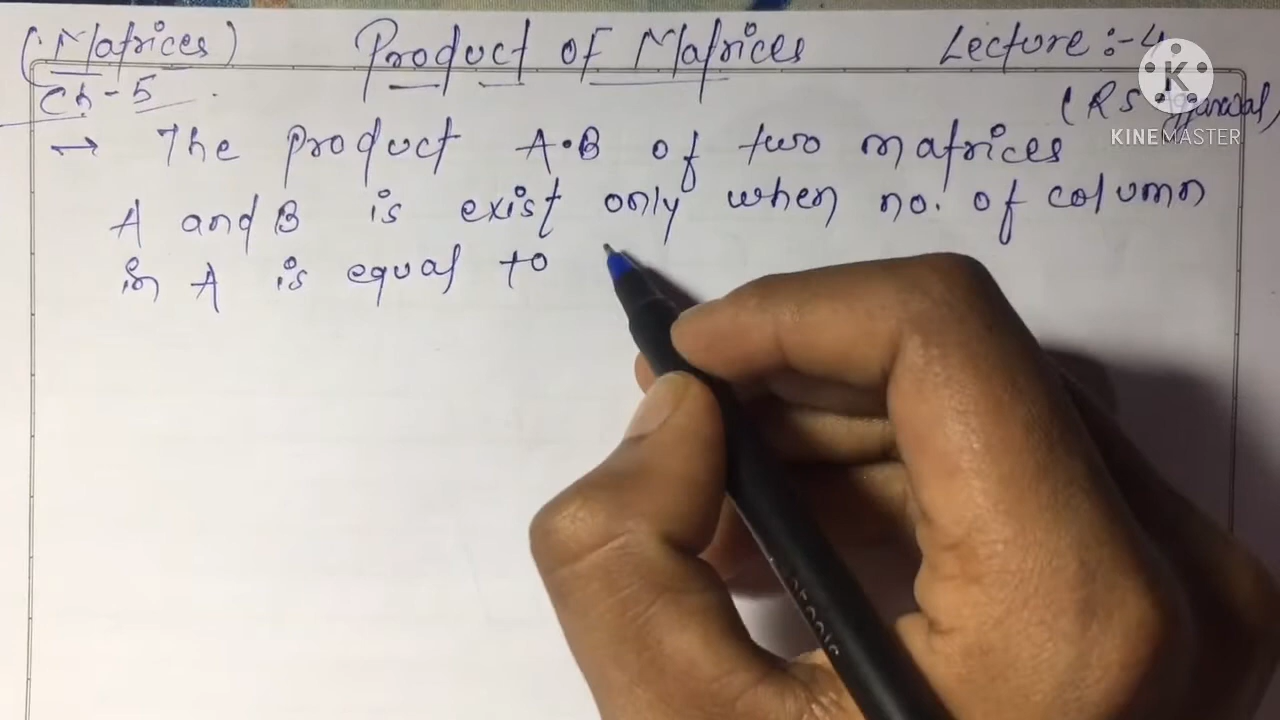 (Matrices) Product of Matrices Lecture :- 4
Ch - 5 (RS Aggarwal)
→ The product A·B of two matrices
A and B is exist only when no. of column
in A is equal to
KINEMASTER